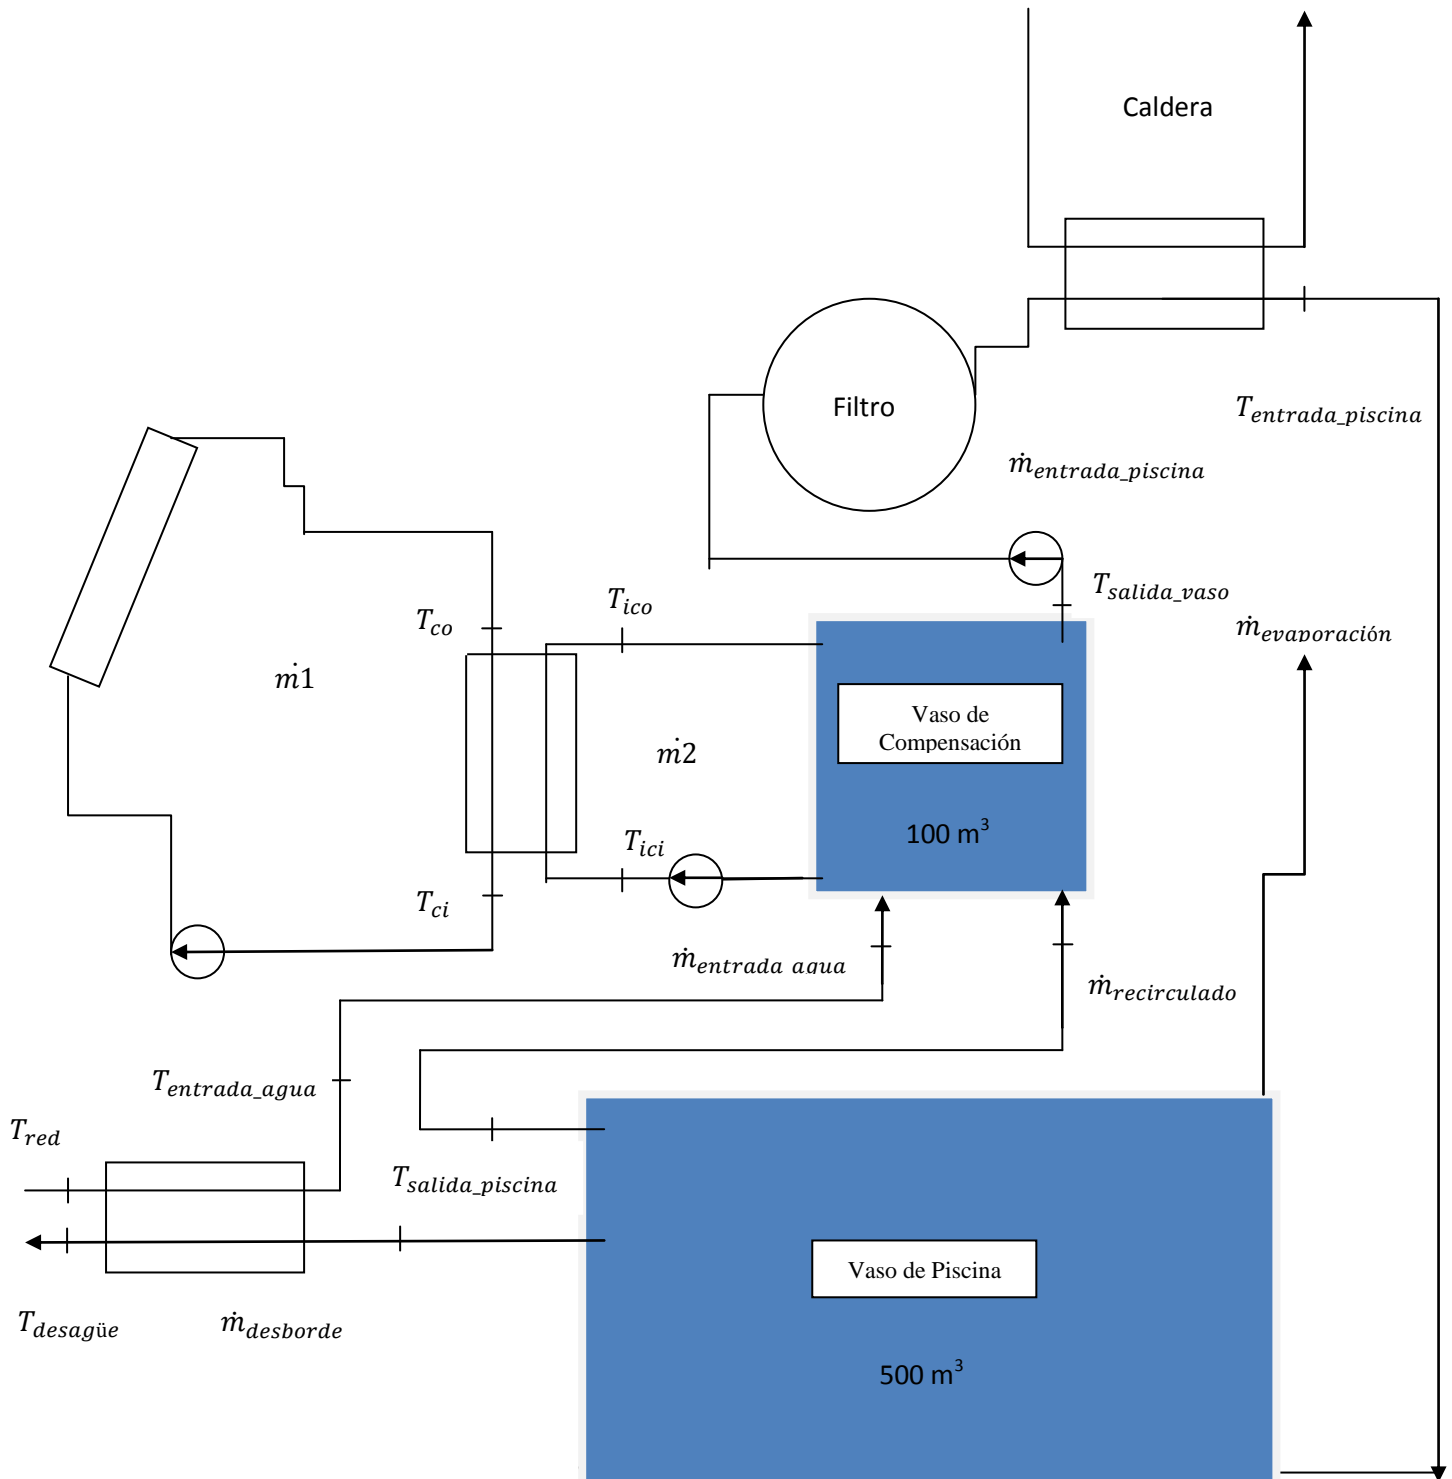 Caldera
T_entrada_piscina
Filtro
ṁ_entrada_piscina
T_salida_vaso
T_ico
T_co
ṁ_evaporación
ṁ1
Vaso de
Compensación
ṁ2
100 m³
T_ici
T_ci
ṁ_entrada agua
ṁ_recirculado
T_entrada_agua
T_red
T_salida_piscina
Vaso de Piscina
T_desagüe
ṁ_desborde
500 m³